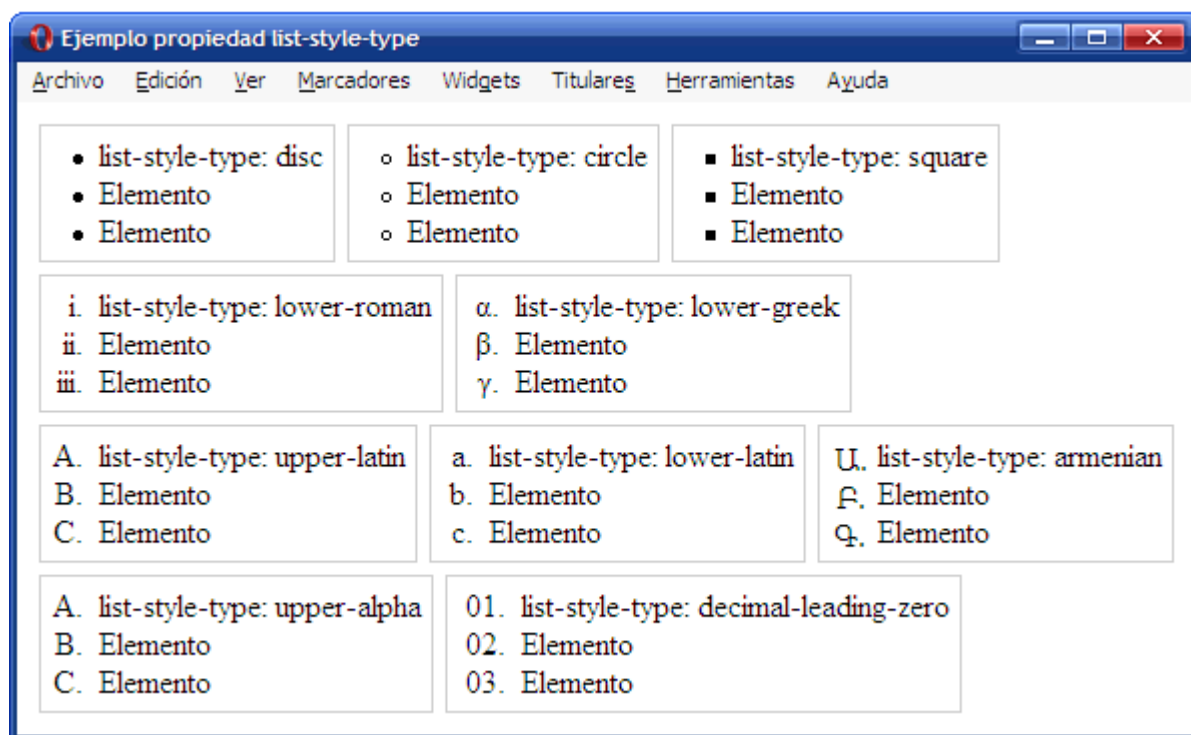 Ejemplo propiedad list-style-type
Archivo Edición Ver Marcadores Widgets Titulares Herramientas Ayuda
• list-style-type: disc
• Elemento
• Elemento
◦ list-style-type: circle
◦ Elemento
◦ Elemento
▪ list-style-type: square
▪ Elemento
▪ Elemento
i. list-style-type: lower-roman
ii. Elemento
iii. Elemento
α. list-style-type: lower-greek
β. Elemento
γ. Elemento
A. list-style-type: upper-latin
B. Elemento
C. Elemento
a. list-style-type: lower-latin
b. Elemento
c. Elemento
Ա. list-style-type: armenian
Բ. Elemento
Գ. Elemento
A. list-style-type: upper-alpha
B. Elemento
C. Elemento
01. list-style-type: decimal-leading-zero
02. Elemento
03. Elemento